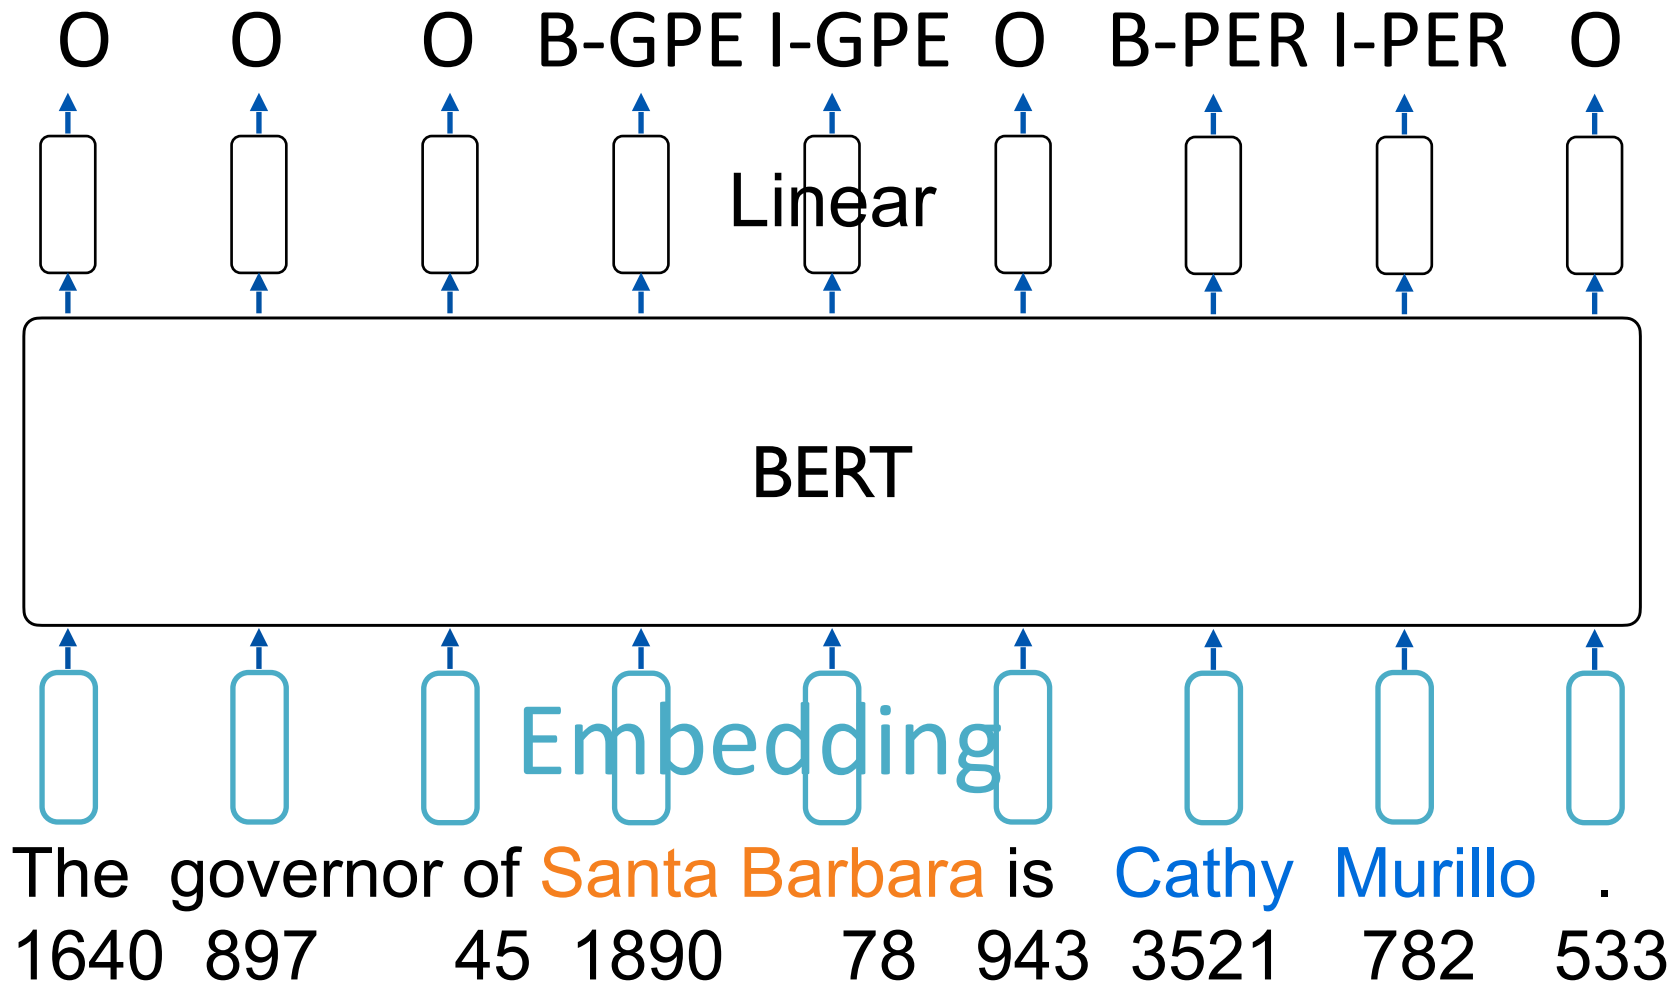 O O O B-GPE I-GPE O B-PER I-PER O
Linear
BERT
Embedding
The governor of Santa Barbara is Cathy Murillo .
1640 897 45 1890 78 943 3521 782 533